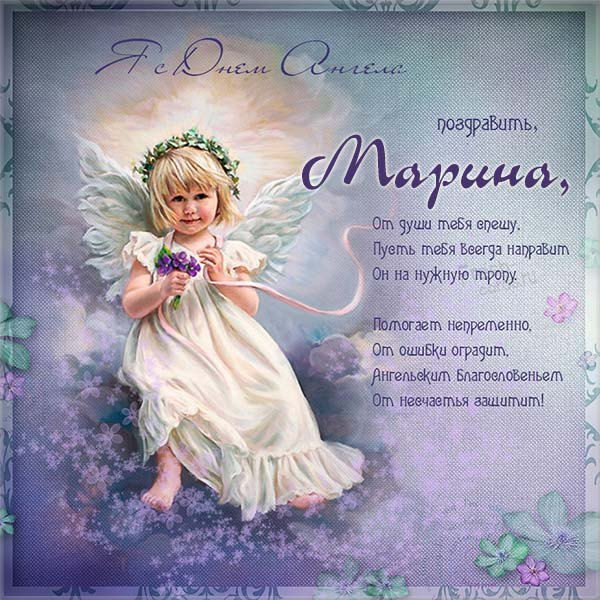 Я с Днем Ангела
поздравить,
Марина,
От души тебя спешу,
Пусть тебя всегда направит
Он на нужную тропу.
Помогает непременно,
От ошибки оградит,
Ангельским благословеньем
От несчастья защитит!